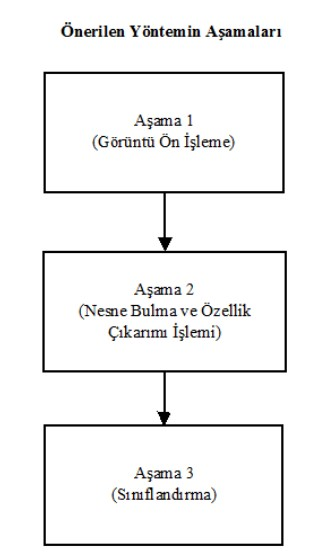 Önerilen Yöntemin Aşamaları
Aşama 1
(Görüntü Ön İşleme)
Aşama 2
(Nesne Bulma ve Özellik
Çıkarımı İşlemi)
Aşama 3
(Sınıflandırma)